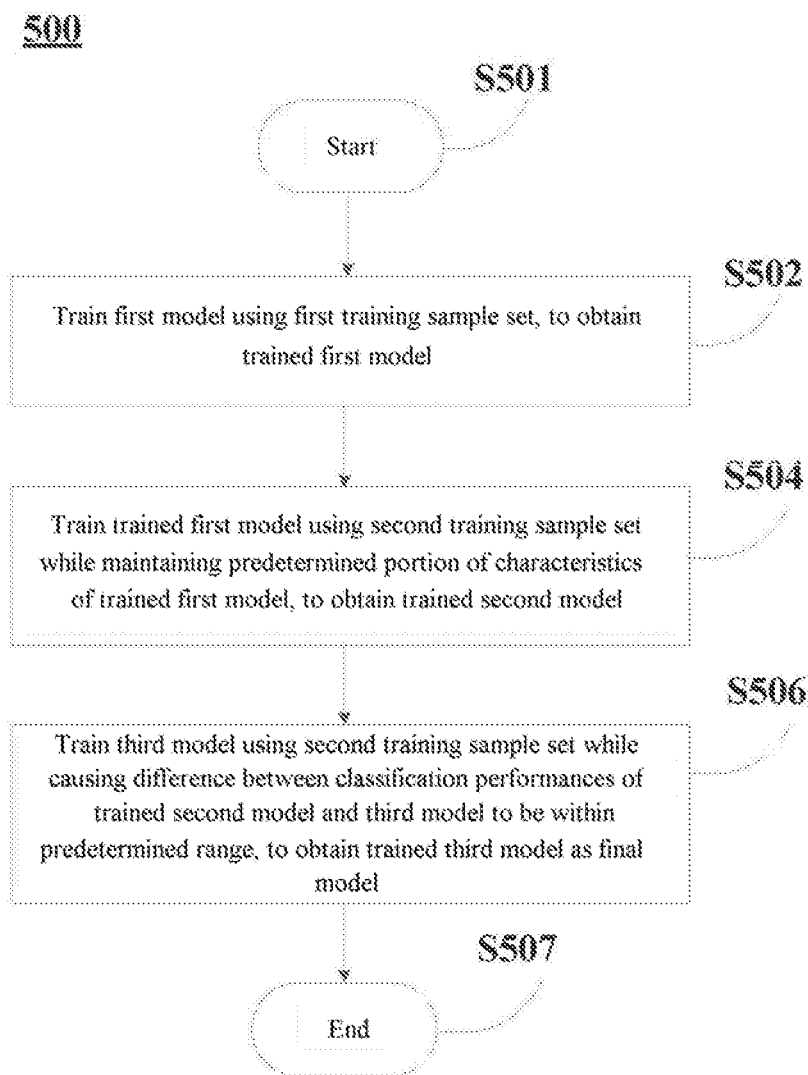 500
S501
Start
S502
Train first model using first training sample set, to obtain
trained first model
S504
Train trained first model using second training sample set
while maintaining predetermined portion of characteristics
of trained first model, to obtain trained second model
S506
Train third model using second training sample set while
causing difference between classification performances of
trained second model and third model to be within
predetermined range, to obtain trained third model as final
model
S507
End